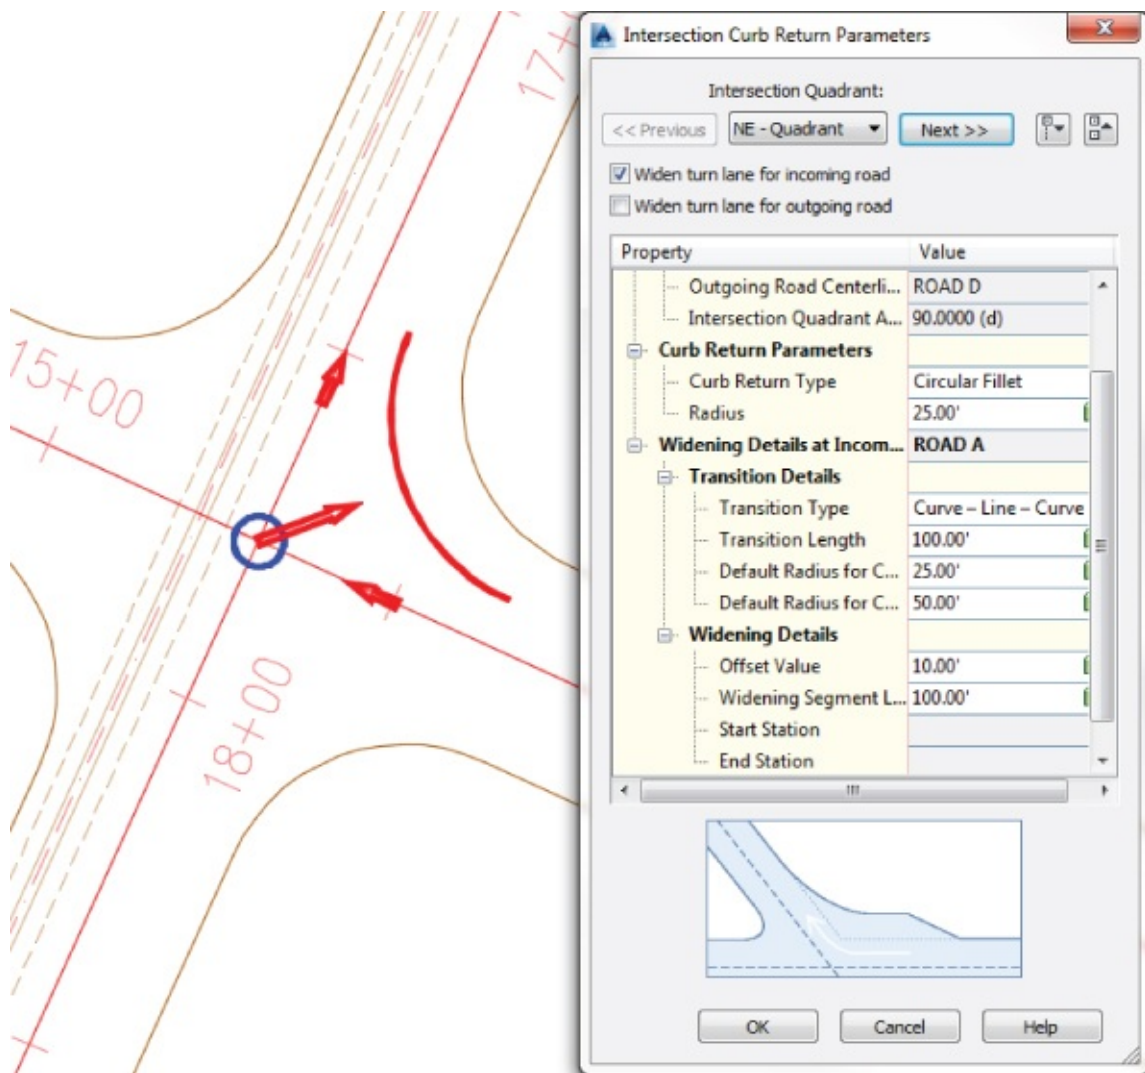 17+
15+00
18+00
Intersection Curb Return Parameters
Intersection Quadrant:
<< Previous
NE - Quadrant
Next >>
Widen turn lane for incoming road
Widen turn lane for outgoing road
Property Value
Outgoing Road Centerli... ROAD D
Intersection Quadrant A... 90.0000 (d)
Curb Return Parameters
Curb Return Type Circular Fillet
Radius 25.00'
Widening Details at Incom... ROAD A
Transition Details
Transition Type Curve – Line – Curve
Transition Length 100.00'
Default Radius for C... 25.00'
Default Radius for C... 50.00'
Widening Details
Offset Value 10.00'
Widening Segment L... 100.00'
Start Station
End Station
OK Cancel Help